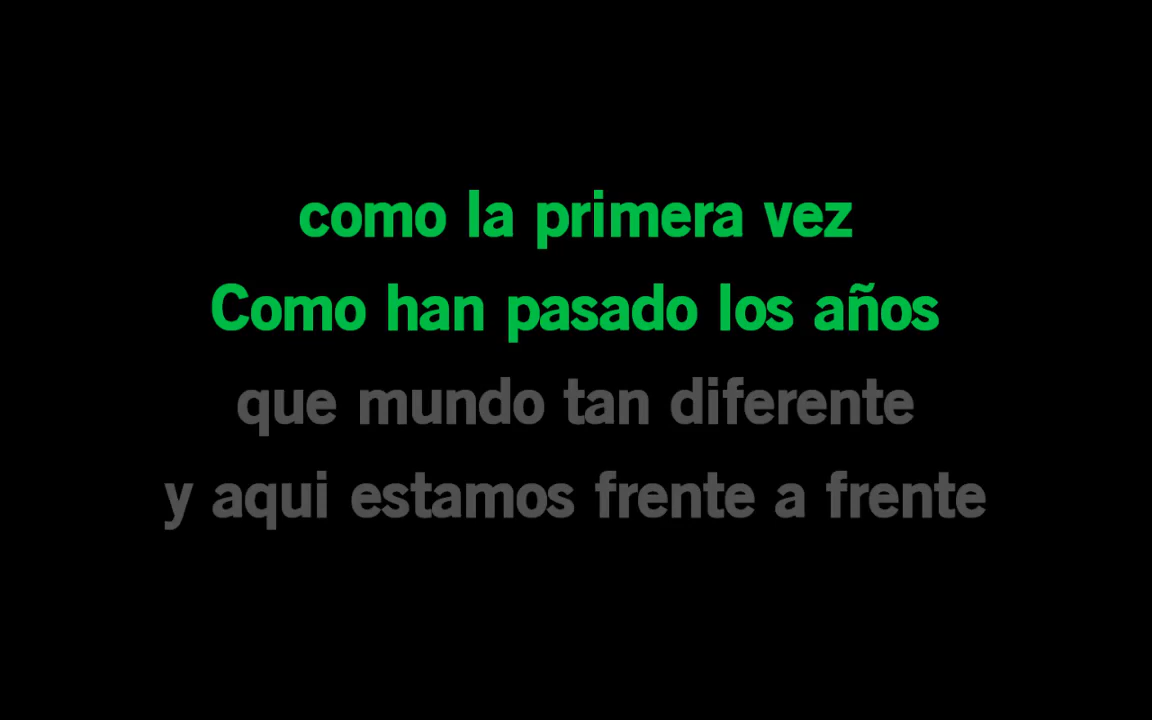 como la primera vez
Como han pasado los años
que mundo tan diferente
y aqui estamos frente a frente